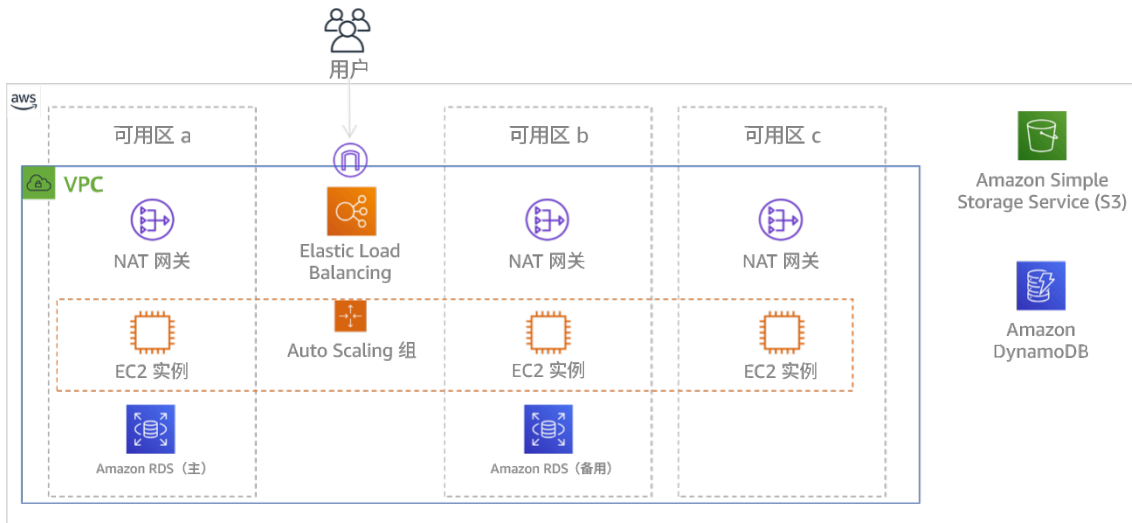 用户
aws
可用区 a
可用区 b
可用区 c
VPC
NAT 网关
Elastic Load
Balancing
NAT 网关
NAT 网关
Amazon Simple
Storage Service (S3)
EC2 实例
Auto Scaling 组
EC2 实例
EC2 实例
Amazon
DynamoDB
Amazon RDS（主）
Amazon RDS（备用）